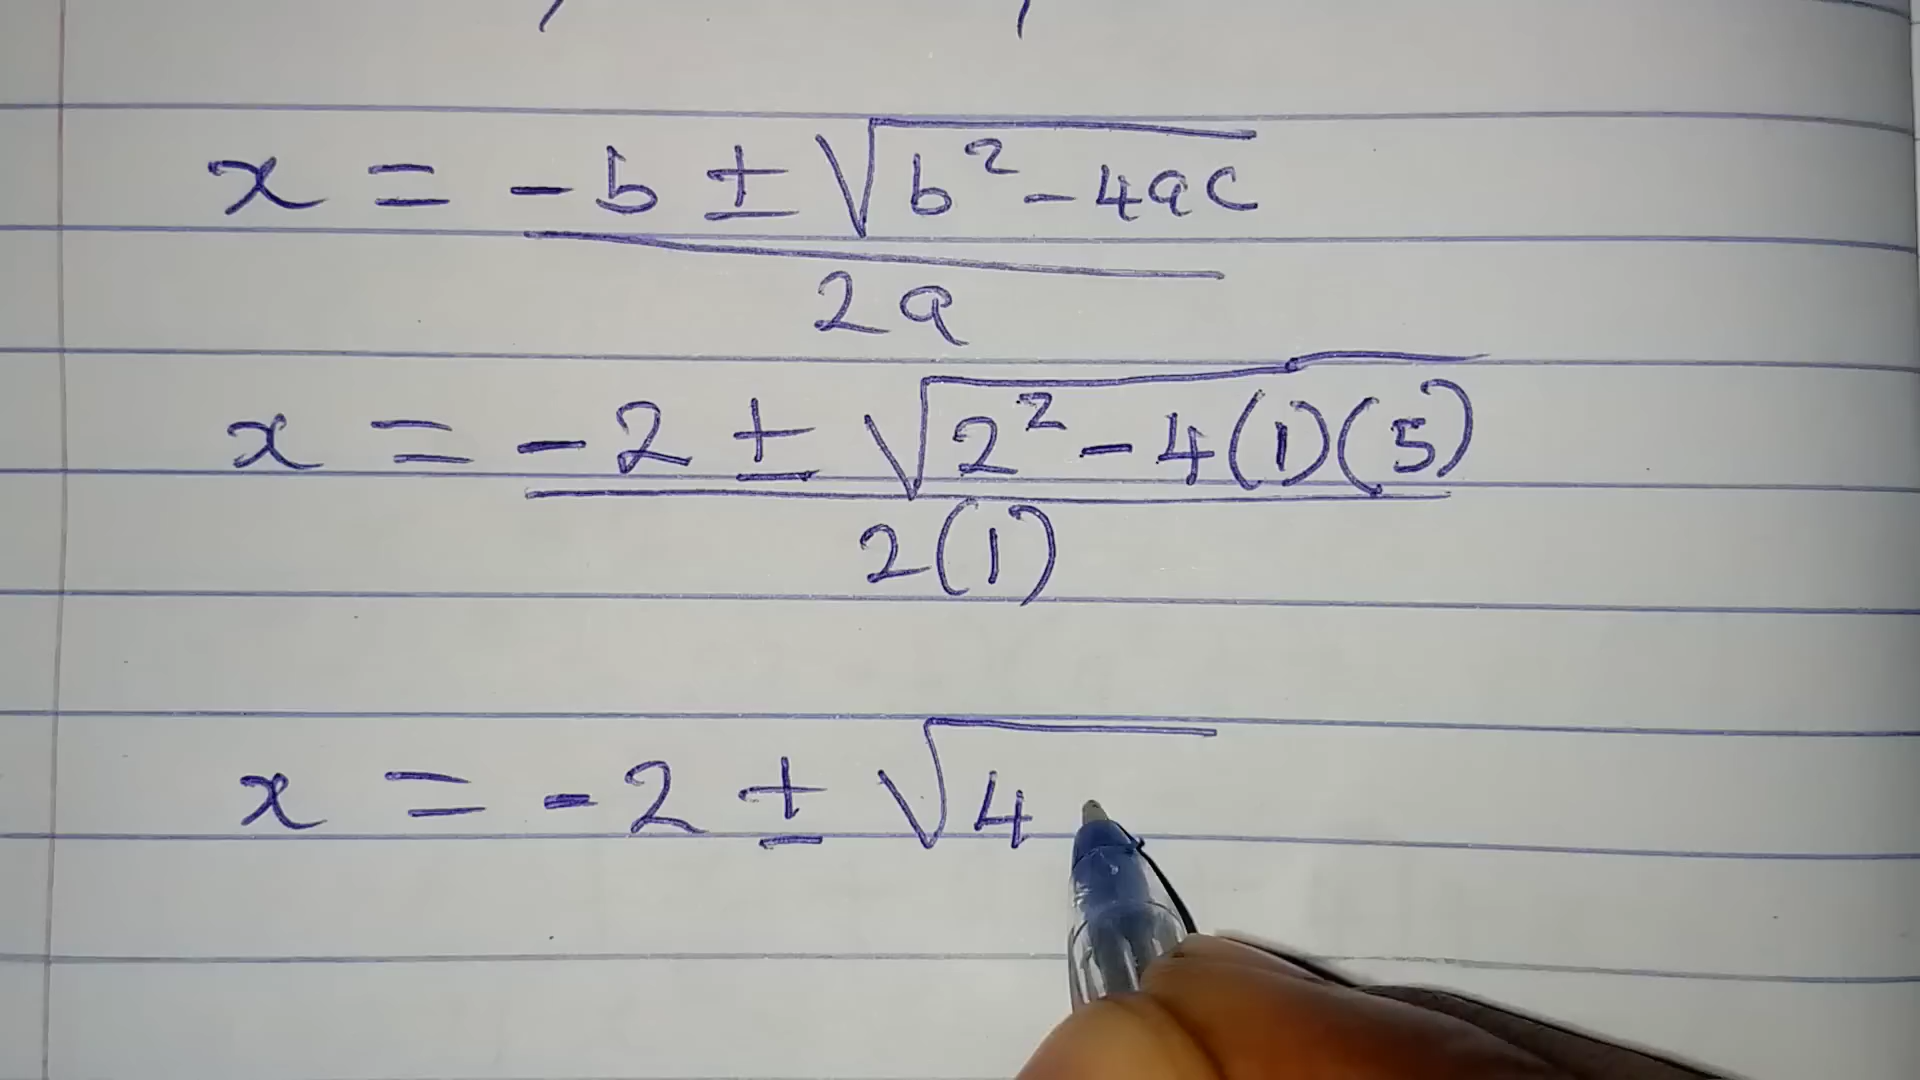 x = -b ± √b² - 4ac
2a
x = -2 ± √2² - 4(1)(5)
2(1)
x = -2 ± √4